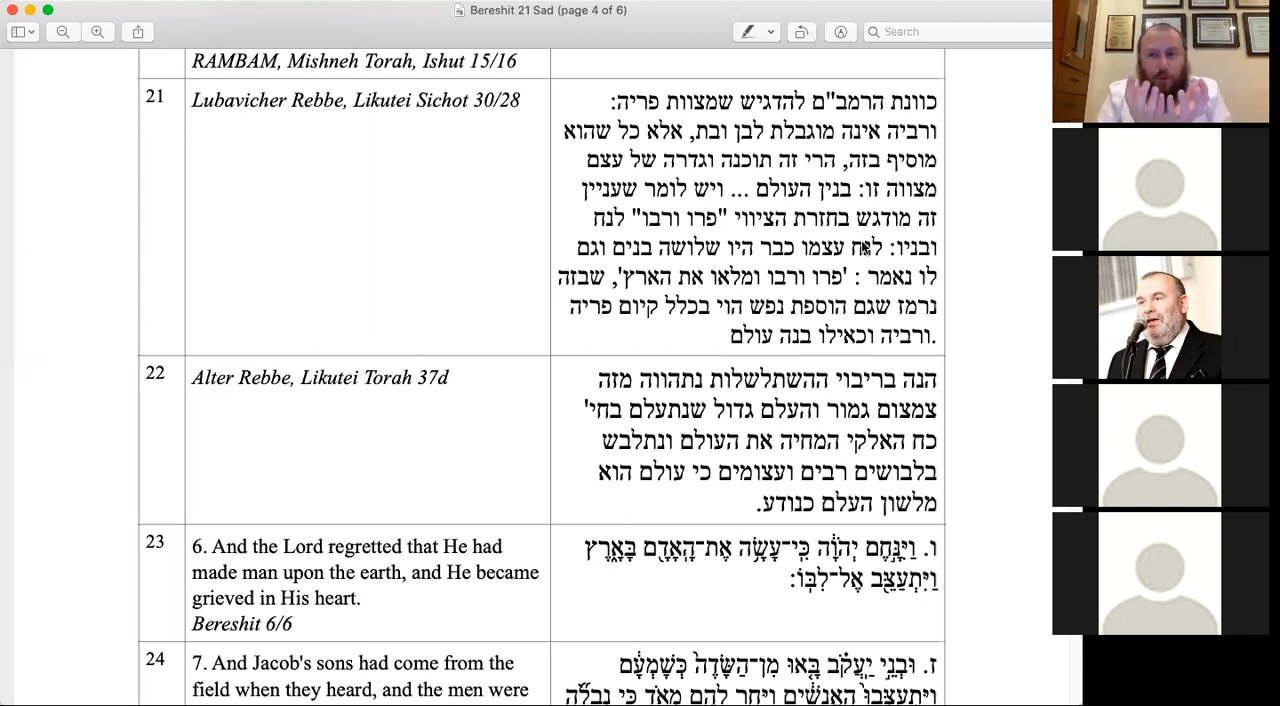 Bereshit 21 Sad (page 4 of 6)
Search
RAMBAM, Mishneh Torah, Ishut 15/16
21
Lubavicher Rebbe, Likutei Sichot 30/28
כוונת הרמב"ם להדגיש שמצוות פריה:
ורביה אינה מוגבלת לבן ובת, אלא כל שהוא
מוסיף בזה, הרי זה תוכנה וגדרה של עצם
מצווה זו: בנין העולם ... ויש לומר שעניין
זה מודגש בחזרת הציווי "פרו ורבו" לנח
ובניו: עצמו כבר היו שלושה בנים וגם
לו נאמר : 'פרו ורבו ומלאו את הארץ', שבזה
נרמז שגם הוספת נפש הוי בכלל קיום פריה
.ורביה וכאילו בנה עולם
22
Alter Rebbe, Likutei Torah 37d
הנה בריבוי ההשתלשלות נתהווה מזה
צמצום גמור והעלם גדול שנתעלם בחי'
כח האלקי המחיה את העולם ונתלבש
בלבושים רבים ועצומים כי עולם הוא
מלשון העלם כנודע.
23
6. And the Lord regretted that He had
made man upon the earth, and He became
grieved in His heart.
Bereshit 6/6
ו. וַיִּנָּ֣חֶם יְהֹוָ֔ה כִּֽי־עָשָׂ֥ה אֶת־הָֽאָדָ֖ם בָּאָ֑רֶץ
וַיִּתְעַצֵּ֖ב אֶל־לִבּֽוֹ:
24
7. And Jacob's sons had come from the
field when they heard, and the men were
ז. וּבְנֵ֨י יַֽעֲקֹ֜ב בָּ֤אוּ מִן־הַשָּׂדֶה֙ כְּשָׁמְעָ֔ם
וַיִּתְעַצְּבוּ֙ הָֽאֲנָשִׁ֔ים וַיִּ֥חַר לָהֶ֖ם מְאֹ֑ד כִּ֣י נְבָלָ֞ה